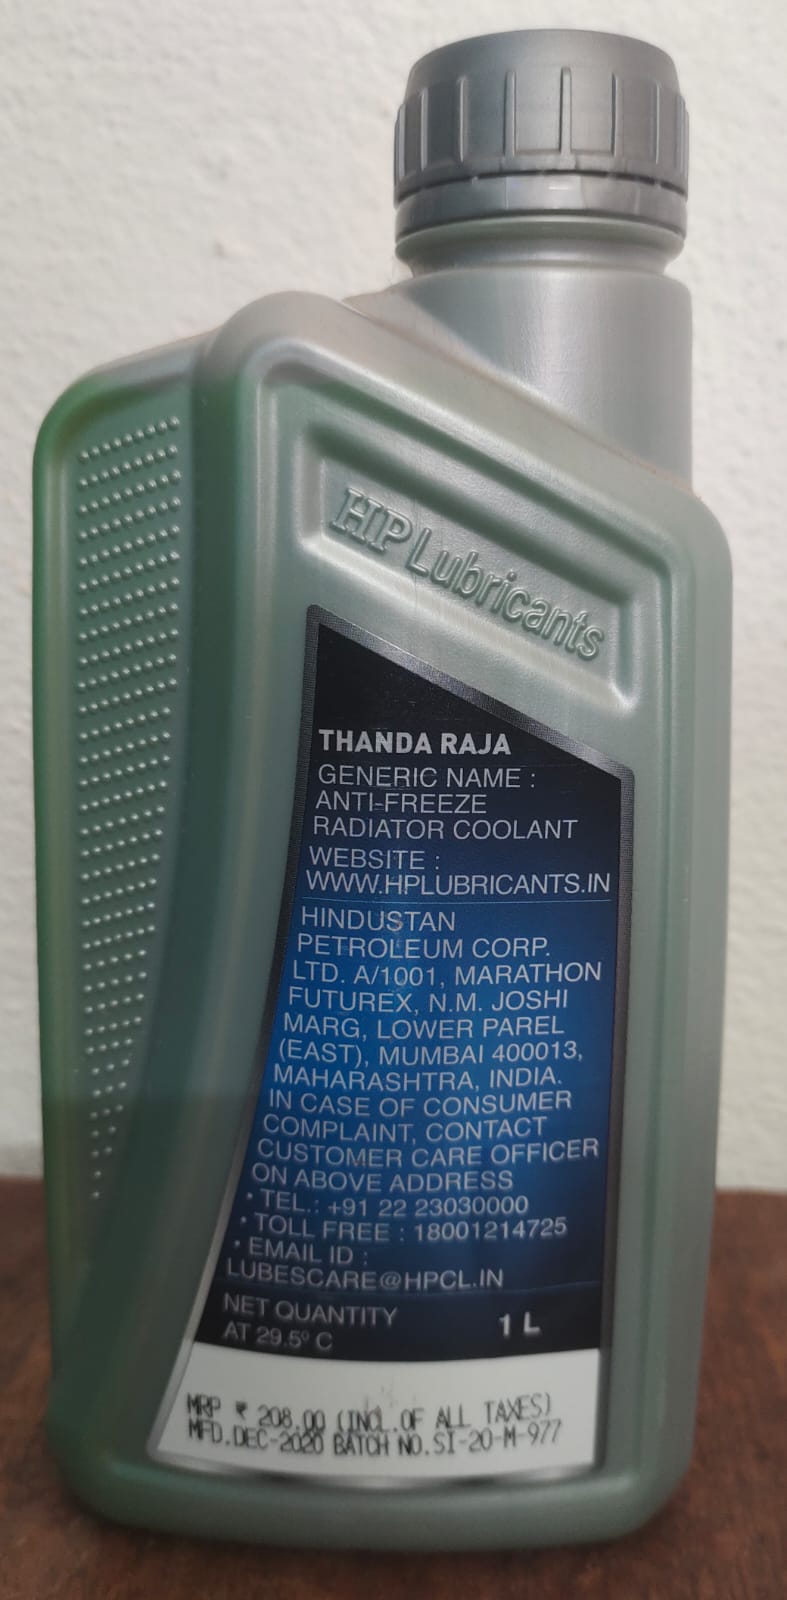 HP Lubricants
THANDA RAJA
GENERIC NAME :
ANTI-FREEZE
RADIATOR COOLANT
WEBSITE :
WWW.HPLUBRICANTS.IN
HINDUSTAN
PETROLEUM CORP.
LTD. A/1001, MARATHON
FUTUREX, N.M. JOSHI
MARG, LOWER PAREL
(EAST), MUMBAI 400013,
MAHARASHTRA, INDIA.
IN CASE OF CONSUMER
COMPLAINT, CONTACT
CUSTOMER CARE OFFICER
ON ABOVE ADDRESS
• TEL.: +91 22 23030000
• TOLL FREE : 18001214725
• EMAIL ID :
LUBESCARE@HPCL.IN
NET QUANTITY
AT 29.5º C 1 L
MRP ₹ 208.00 (INCL.OF ALL TAXES)
MFD.DEC-2020 BATCH NO.SI-20-M-977